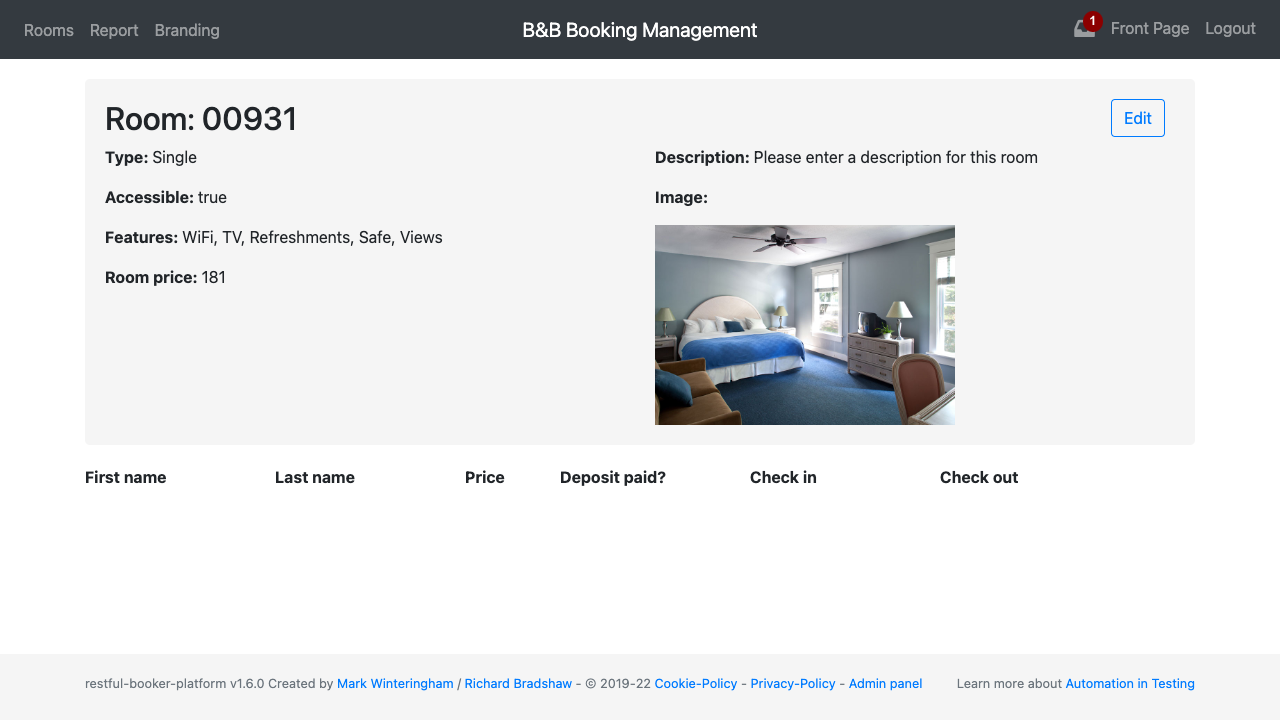 Rooms Report Branding B&B Booking Management 1 Front Page Logout
Room: 00931 Edit
Type: Single
Description: Please enter a description for this room
Accessible: true
Image:
Features: WiFi, TV, Refreshments, Safe, Views
Room price: 181
First name Last name Price Deposit paid? Check in Check out
restful-booker-platform v1.6.0 Created by Mark Winteringham / Richard Bradshaw - © 2019-22 Cookie-Policy - Privacy-Policy - Admin panel Learn more about Automation in Testing